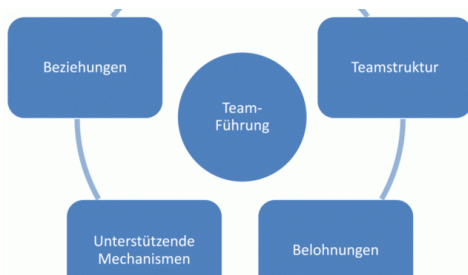 Beziehungen
Teamstruktur
Team-
Führung
Unterstützende
Mechanismen
Belohnungen